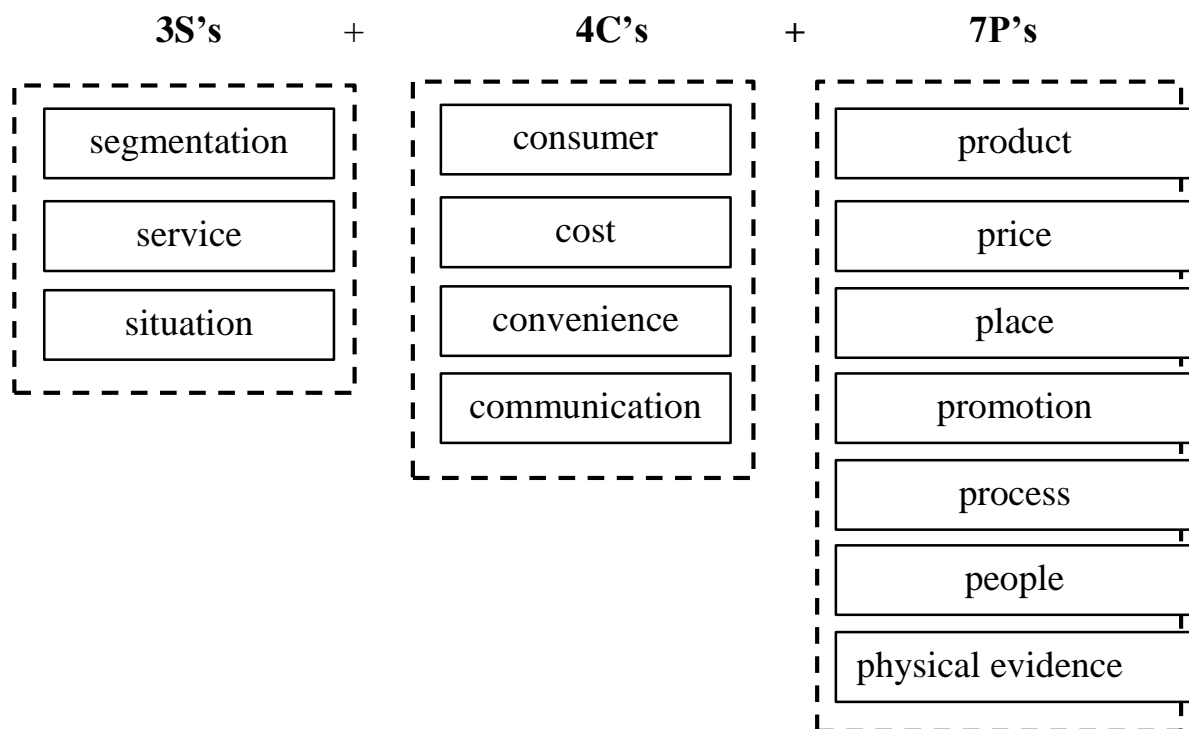 3S’s + 4C’s + 7P’s
segmentation
service
situation
consumer
cost
convenience
communication
product
price
place
promotion
process
people
physical evidence